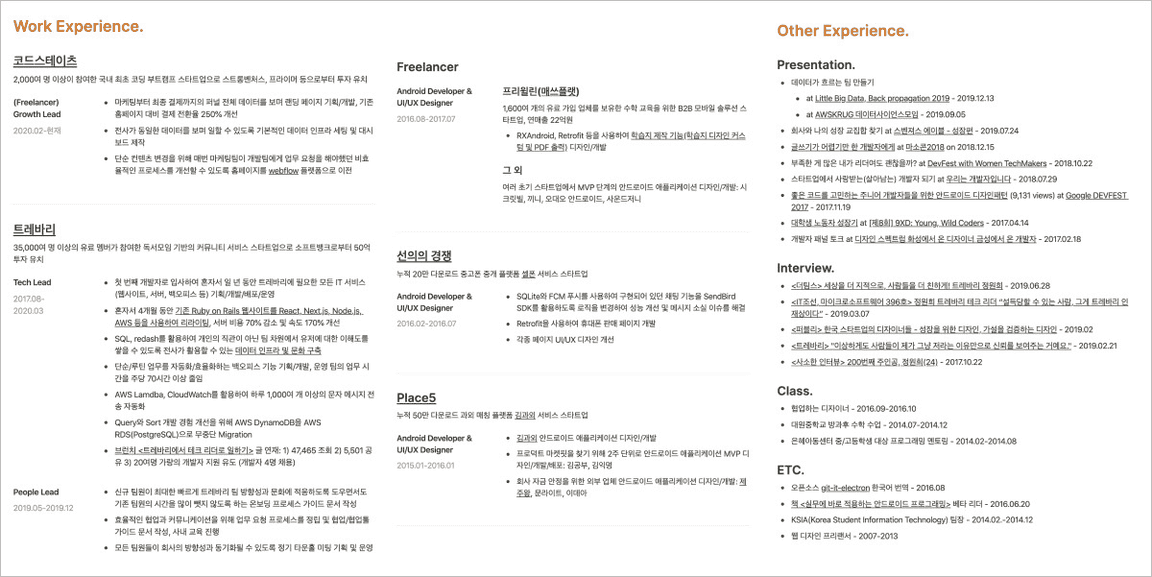 Work Experience.
코드스테이츠
2,000여 명 이상이 참여한 국내 최초 코딩 부트캠프 스타트업으로 스트롱벤처스, 프라이머 등으로부터 투자 유치
(Freelancer)
Growth Lead
2020.02-현재
• 마케팅부터 최종 결제까지의 퍼널 전체 데이터를 보며 랜딩 페이지 기획/개발, 기존
홈페이지 대비 결제 전환율 250% 개선
• 전사가 동일한 데이터를 보며 일할 수 있도록 기본적인 데이터 인프라 세팅 및 대시
보드 제작
• 단순 컨텐츠 변경을 위해 매번 마케팅팀이 개발팀에게 업무 요청을 해야했던 비효
율적인 프로세스를 개선할 수 있도록 홈페이지를 webflow 플랫폼으로 이전
트레바리
35,000여 명 이상의 유료 멤버가 참여한 독서모임 기반의 커뮤니티 서비스 스타트업으로 소프트뱅크로부터 50억
투자 유치
Tech Lead
2017.08-
2020.03
• 첫 번째 개발자로 입사하여 혼자서 일 년 동안 트레바리에 필요한 모든 IT 서비스
(웹사이트, 서버, 백오피스 등) 기획/개발/배포/운영
• 혼자서 4개월 동안 기존 Ruby on Rails 웹사이트를 React, Next.js, Node.js,
AWS 등을 사용하여 리라이팅, 서버 비용 70% 감소 및 속도 170% 개선
• SQL, redash를 활용하여 개인의 직관이 아닌 팀 차원에서 유저에 대한 이해도를
쌓을 수 있도록 전사가 활용할 수 있는 데이터 인프라 및 문화 구축
• 단순/루틴 업무를 자동화/효율화하는 백오피스 기능 기획/개발, 운영 팀의 업무 시
간을 주당 70시간 이상 줄임
• AWS Lamdba, CloudWatch를 활용하여 하루 1,000여 개 이상의 문자 메시지 전
송 자동화
• Query와 Sort 개발 경험 개선을 위해 AWS DynamoDB을 AWS
RDS(PostgreSQL)으로 무중단 Migration
• 브런치 <트레바리에서 테크 리더로 일하기> 글 연재: 1) 47,465 조회 2) 5,501 공
유 3) 20여명 가량의 개발자 지원 유도 (개발자 4명 채용)
People Lead
2019.05-2019.12
• 신규 팀원이 최대한 빠르게 트레바리 팀 방향성과 문화에 적응하도록 도우면서도
기존 팀원의 시간을 많이 뺏지 않도록 하는 온보딩 프로세스 가이드 문서 작성
• 효율적인 협업과 커뮤니케이션을 위해 업무 요청 프로세스를 정립 및 협업/협업툴
가이드 문서 작성, 사내 교육 진행
• 모든 팀원들이 회사의 방향성과 동기화될 수 있도록 정기 타운홀 미팅 기획 및 운영
Freelancer
Android Developer &
UI/UX Designer
2016.08-2017.07
프리윌린(매쓰플랫)
1,600여 개의 유료 가입 업체를 보유한 수학 교육을 위한 B2B 모바일 솔루션 스
타트업, 연매출 22억원
• RXAndroid, Retrofit 등을 사용하여 학습지 제작 기능(학습지 디자인 커스
텀 및 PDF 출력) 디자인/개발
그 외
여러 초기 스타트업에서 MVP 단계의 안드로이드 애플리케이션 디자인/개발: 시
크릿빌, 끼니, 모데오 안드로이드, 사운드저니
선의의 경쟁
누적 20만 다운로드 중고폰 중개 플랫폼 셀폰 서비스 스타트업
Android Developer &
UI/UX Designer
2016.02-2016.07
• SQLite와 FCM 푸시를 사용하여 구현되어 있던 채팅 기능을 SendBird
SDK를 활용하도록 로직을 변경하여 성능 개선 및 메시지 소실 이슈를 해결
• Retrofit을 사용하여 휴대폰 판매 페이지 개발
• 각종 페이지 UI/UX 디자인 개선
Place5
누적 50만 다운로드 과외 매칭 플랫폼 김과외 서비스 스타트업
Android Developer &
UI/UX Designer
2015.01-2016.01
• 김과외 안드로이드 애플리케이션 디자인/개발
• 프로덕트 마켓핏을 찾기 위해 2주 단위로 안드로이드 애플리케이션 MVP 디
자인/개발/배포: 김공부, 김익명
• 회사 자금 안정을 위한 외부 업체 안드로이드 애플리케이션 디자인/개발: 제
주왕, 문라이트, 이데아
Other Experience.
Presentation.
• 데이터가 흐르는 팀 만들기
• at Little Big Data, Back propagation 2019 - 2019.12.13
• at AWSKRUG 데이터사이언스모임 - 2019.09.05
• 회사와 나의 성장 교집합 찾기 at 스벤져스 에이블 - 성장편 - 2019.07.24
• 글쓰기가 어렵기만 한 개발자에게 at 마소콘2018 on 2018.12.15
• 부족한 게 많은 내가 리더여도 괜찮을까? at DevFest with Women TechMakers - 2018.10.22
• 스타트업에서 사랑받는(살아남는) 개발자 되기 at 우리는 개발자입니다 - 2018.07.29
• 좋은 코드를 고민하는 주니어 개발자들을 위한 안드로이드 디자인패턴 (9,131 views) at Google DEVFEST
2017 - 2017.11.19
• 대학생 노동자 성장기 at [제8회] 9XD: Young, Wild Coders - 2017.04.14
• 개발자 패널 토크 at 디자인 스펙트럼 화성에서 온 디자이너 금성에서 온 개발자 - 2017.02.18
Interview.
• <더팀스> 세상을 더 지적으로, 사람들을 더 친하게! 트레바리 정원희 - 2019.06.28
• <IT조선, 마이크로소프트웨어 396호> 정원희 트레바리 테크 리더 “설득당할 수 있는 사람, 그게 트레바리 인
재상이다” - 2019.03.07
• <퍼블리> 한국 스타트업의 디자이너들 - 성장을 위한 디자인, 가설을 검증하는 디자인 - 2019.02
• <트레바리> “이상하게도 사람들이 제가 그냥 저라는 이유만으로 신뢰를 보여주는 거예요.” - 2019.02.21
• <사소한 인터뷰> 200번째 주인공, 정원희(24) - 2017.10.22
Class.
• 협업하는 디자이너 - 2016.09-2016.10
• 대원중학교 방과후 수학 수업 - 2014.07-2014.12
• 은혜아동센터 중/고등학생 대상 프로그래밍 멘토링 - 2014.02-2014.08
ETC.
• 오픈소스 git-it-electron 한국어 번역 - 2016.08
• 책 <실무에 바로 적용하는 안드로이드 프로그래밍> 베타 리더 - 2016.06.20
• KSIA(Korea Student Information Technology) 팀장 - 2014.02.-2014.12
• 웹 디자인 프리랜서 - 2007-2013